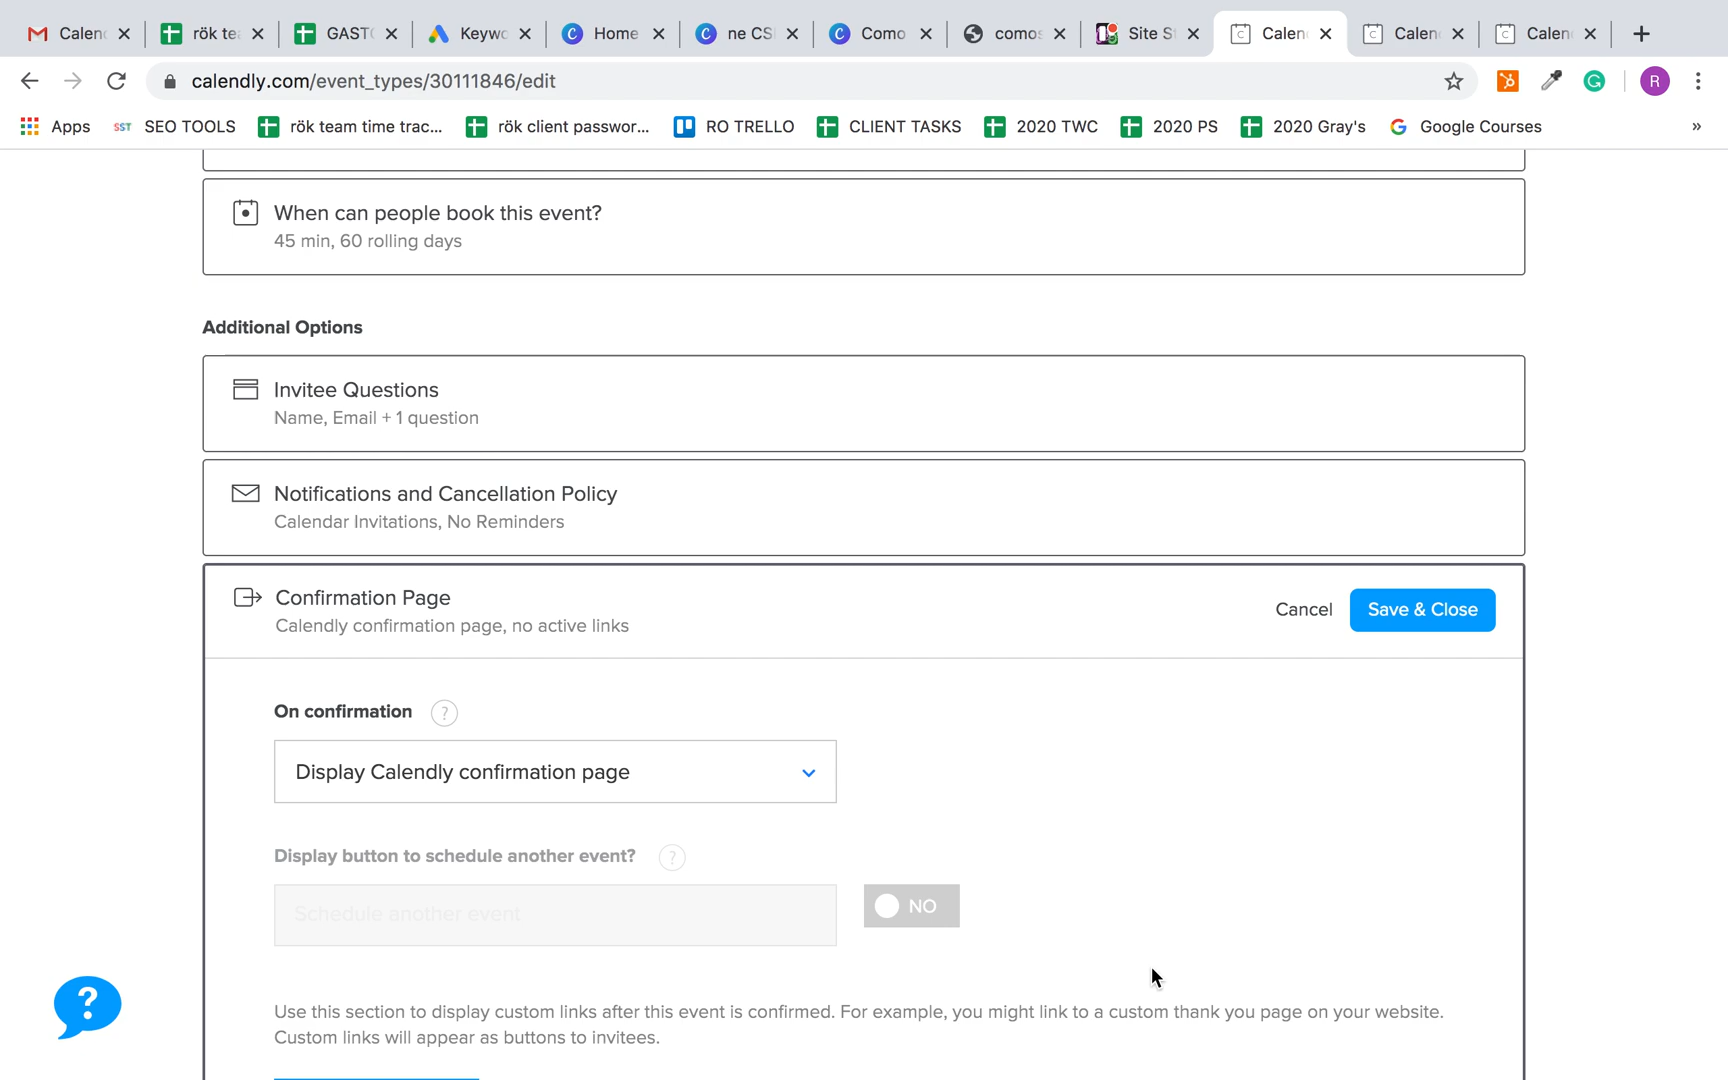 Calen
rök te
GAST
Keywo
Home
ne CS
Como
como
Site S
Calen
Calen
Calen
calendly.com/event_types/30111846/edit
R
Apps
SST SEO TOOLS
rök team time trac...
rök client passwor...
RO TRELLO
CLIENT TASKS
2020 TWC
2020 PS
2020 Gray's
Google Courses
»
When can people book this event?
45 min, 60 rolling days
Additional Options
Invitee Questions
Name, Email + 1 question
Notifications and Cancellation Policy
Calendar Invitations, No Reminders
Confirmation Page
Calendly confirmation page, no active links
Cancel
Save & Close
On confirmation ?
Display Calendly confirmation page
Display button to schedule another event? ?
Schedule another event
NO
Use this section to display custom links after this event is confirmed. For example, you might link to a custom thank you page on your website.
Custom links will appear as buttons to invitees.
?